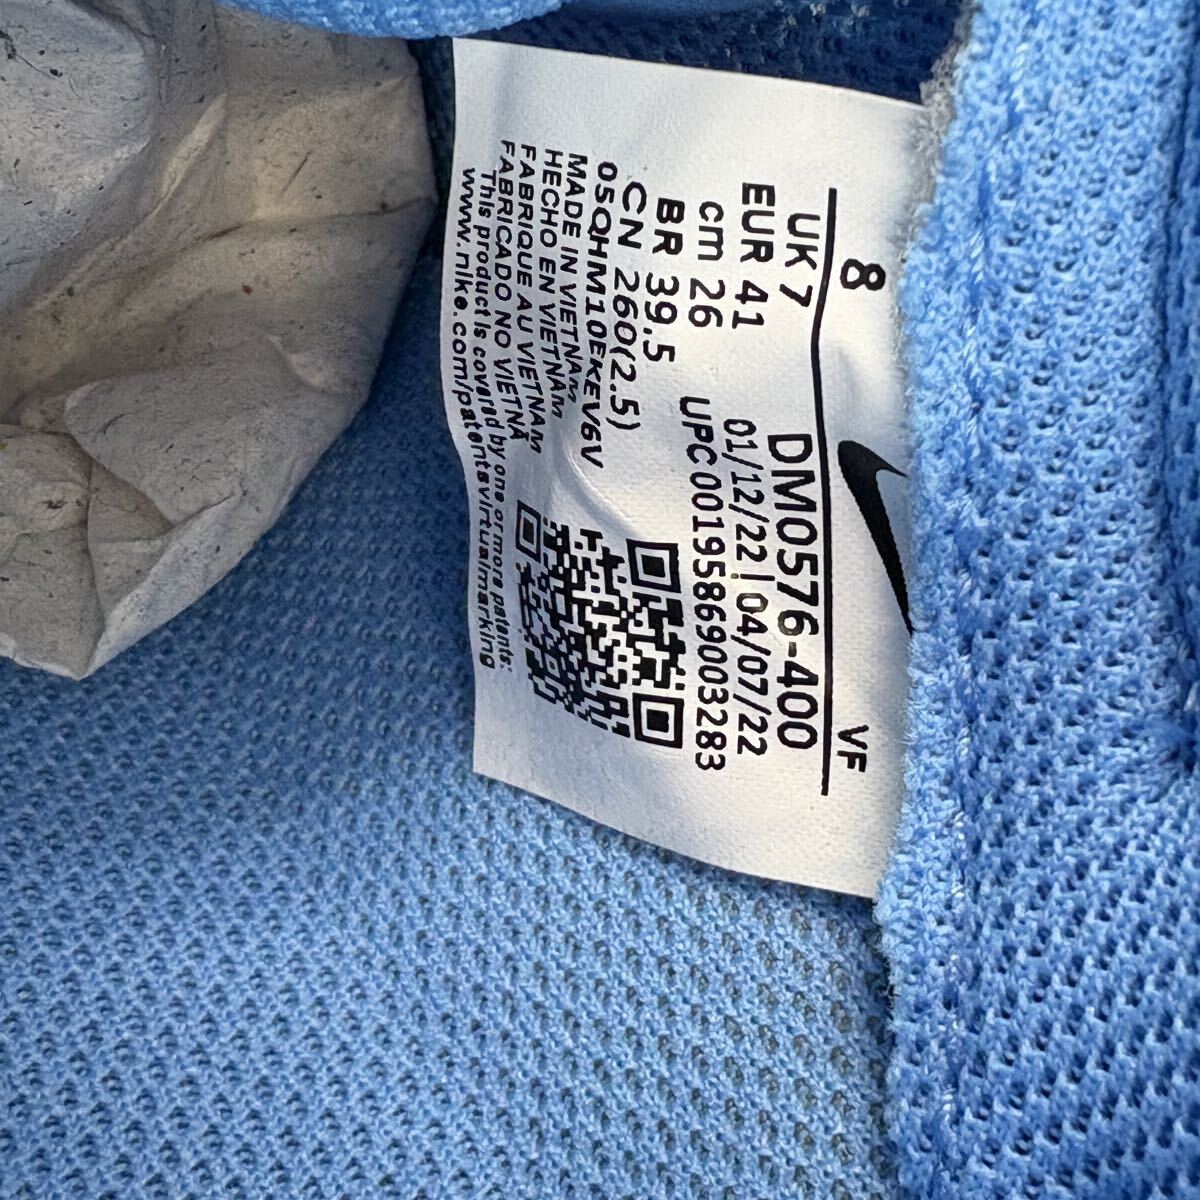 8
VF
UK 7
EUR 41
cm 26
BR 39.5
CN 260(2.5)
DM0576-400
01/12/22|04/07/22
UPC00195869003283
05QHM10EKEV6V
MADE IN VIETNAM
HECHO EN VIETNAM
FABRIQUE AU VIETNAM
FABRICADO NO VIETNÃ
This product is covered by one or more patents:
www.nike.com/patentsvirtualmarking